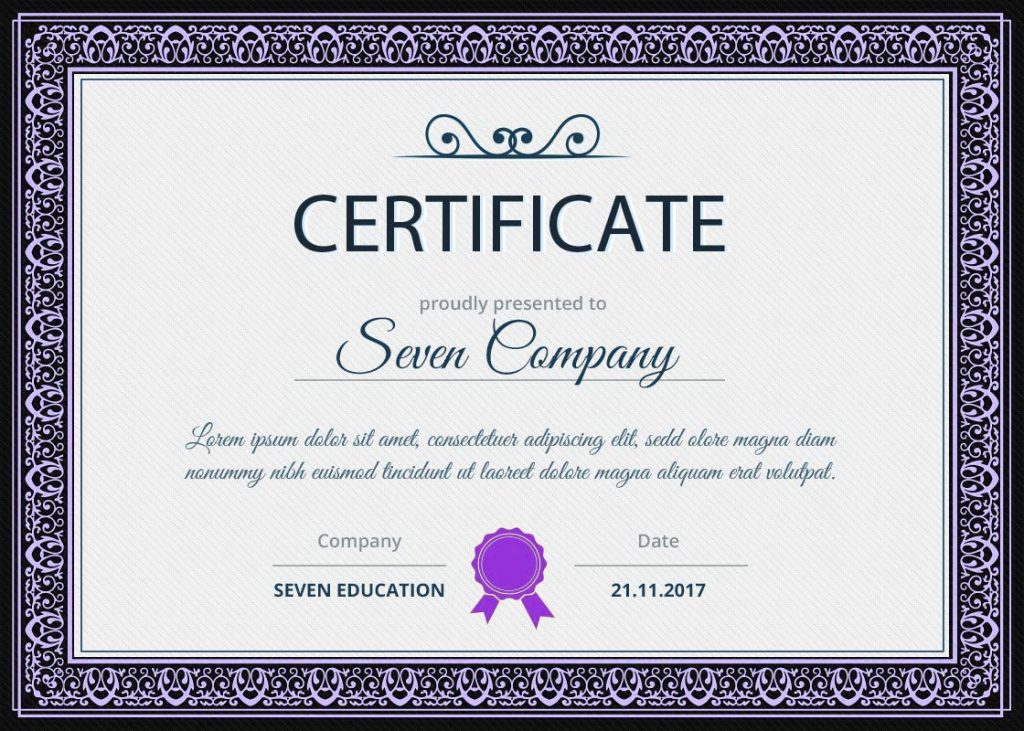 CERTIFICATE
proudly presented to
Seven Company
Lorem ipsum dolor sit amet, consectetuer adipiscing elit, sedd olore magna diam
nonummy nibh euismod tincidunt ut laoreet dolore magna aliquam erat volutpat.
Company
Date
SEVEN EDUCATION
21.11.2017